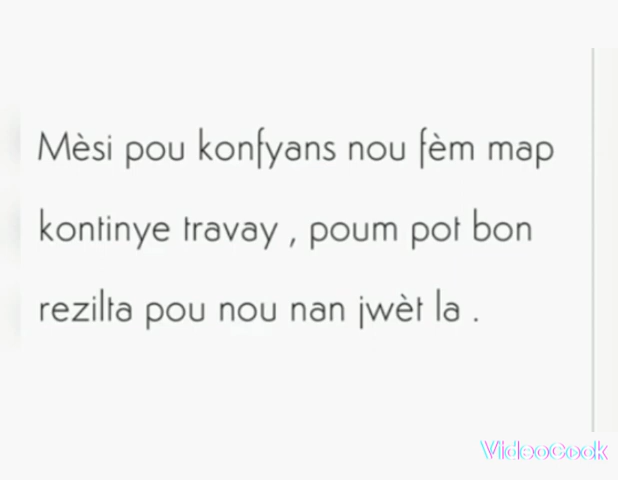 Mèsi pou konfyans nou fèm map
kontinye travay , poum pot bon
rezilta pou nou nan jwèt la .
VideoCook